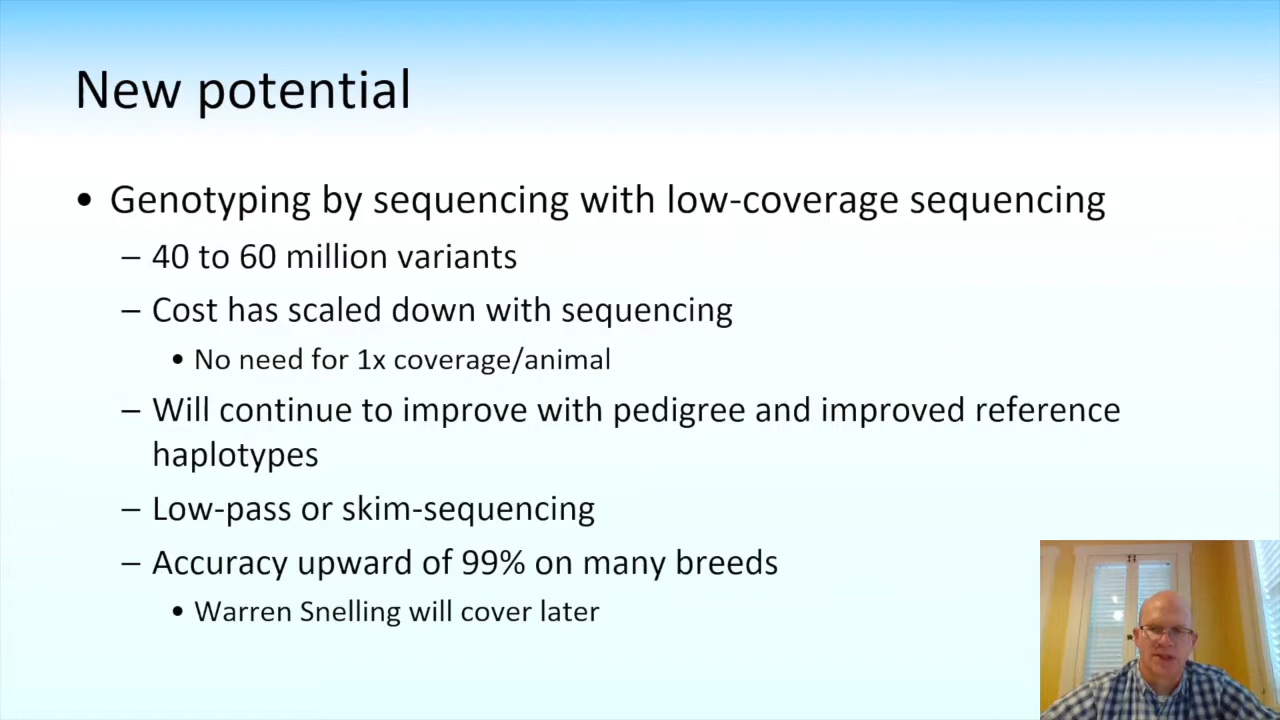 New potential
• Genotyping by sequencing with low-coverage sequencing
– 40 to 60 million variants
– Cost has scaled down with sequencing
• No need for 1x coverage/animal
– Will continue to improve with pedigree and improved reference
haplotypes
– Low-pass or skim-sequencing
– Accuracy upward of 99% on many breeds
• Warren Snelling will cover later